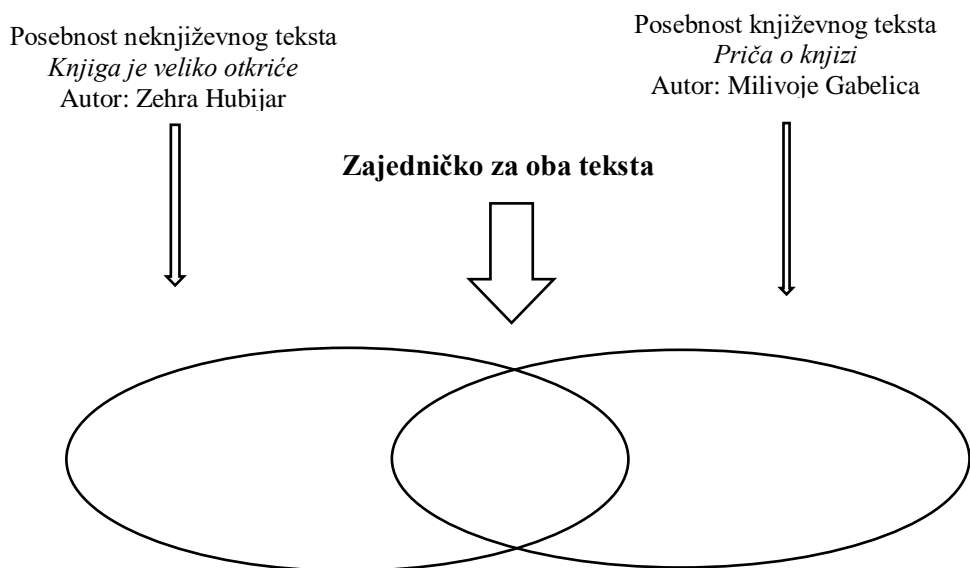 Posebnost neknjiževnog teksta
Knjiga je veliko otkriće
Autor: Zehra Hubijar
Posebnost književnog teksta
Priča o knjizi
Autor: Milivoje Gabelica
Zajedničko za oba teksta